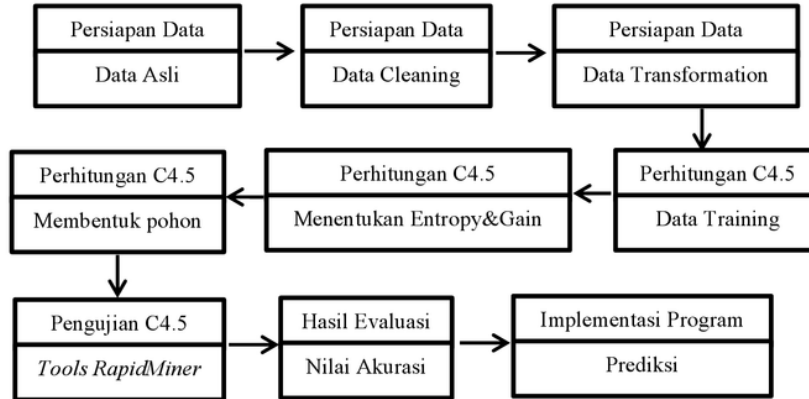 Persiapan Data
Data Asli
Persiapan Data
Data Cleaning
Persiapan Data
Data Transformation
Perhitungan C4.5
Data Training
Perhitungan C4.5
Menentukan Entropy&Gain
Perhitungan C4.5
Membentuk pohon
Pengujian C4.5
Tools RapidMiner
Hasil Evaluasi
Nilai Akurasi
Implementasi Program
Prediksi